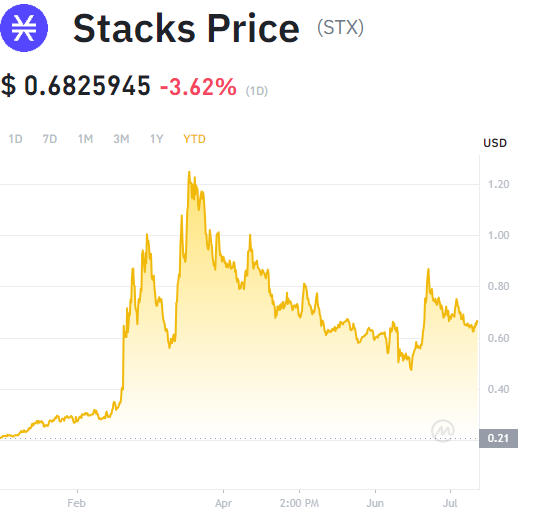 Stacks Price (STX)
$ 0.6825945 -3.62% (1D)
1D 7D 1M 3M 1Y YTD
USD
1.20
1.00
0.80
0.60
0.40
0.21
Feb Apr 2:00 PM Jun Jul